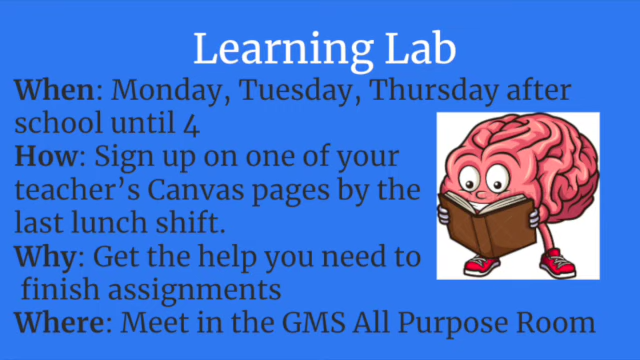 Learning Lab
When: Monday, Tuesday, Thursday after
school until 4
How: Sign up on one of your
teacher’s Canvas pages by the
last lunch shift.
Why: Get the help you need to
finish assignments
Where: Meet in the GMS All Purpose Room